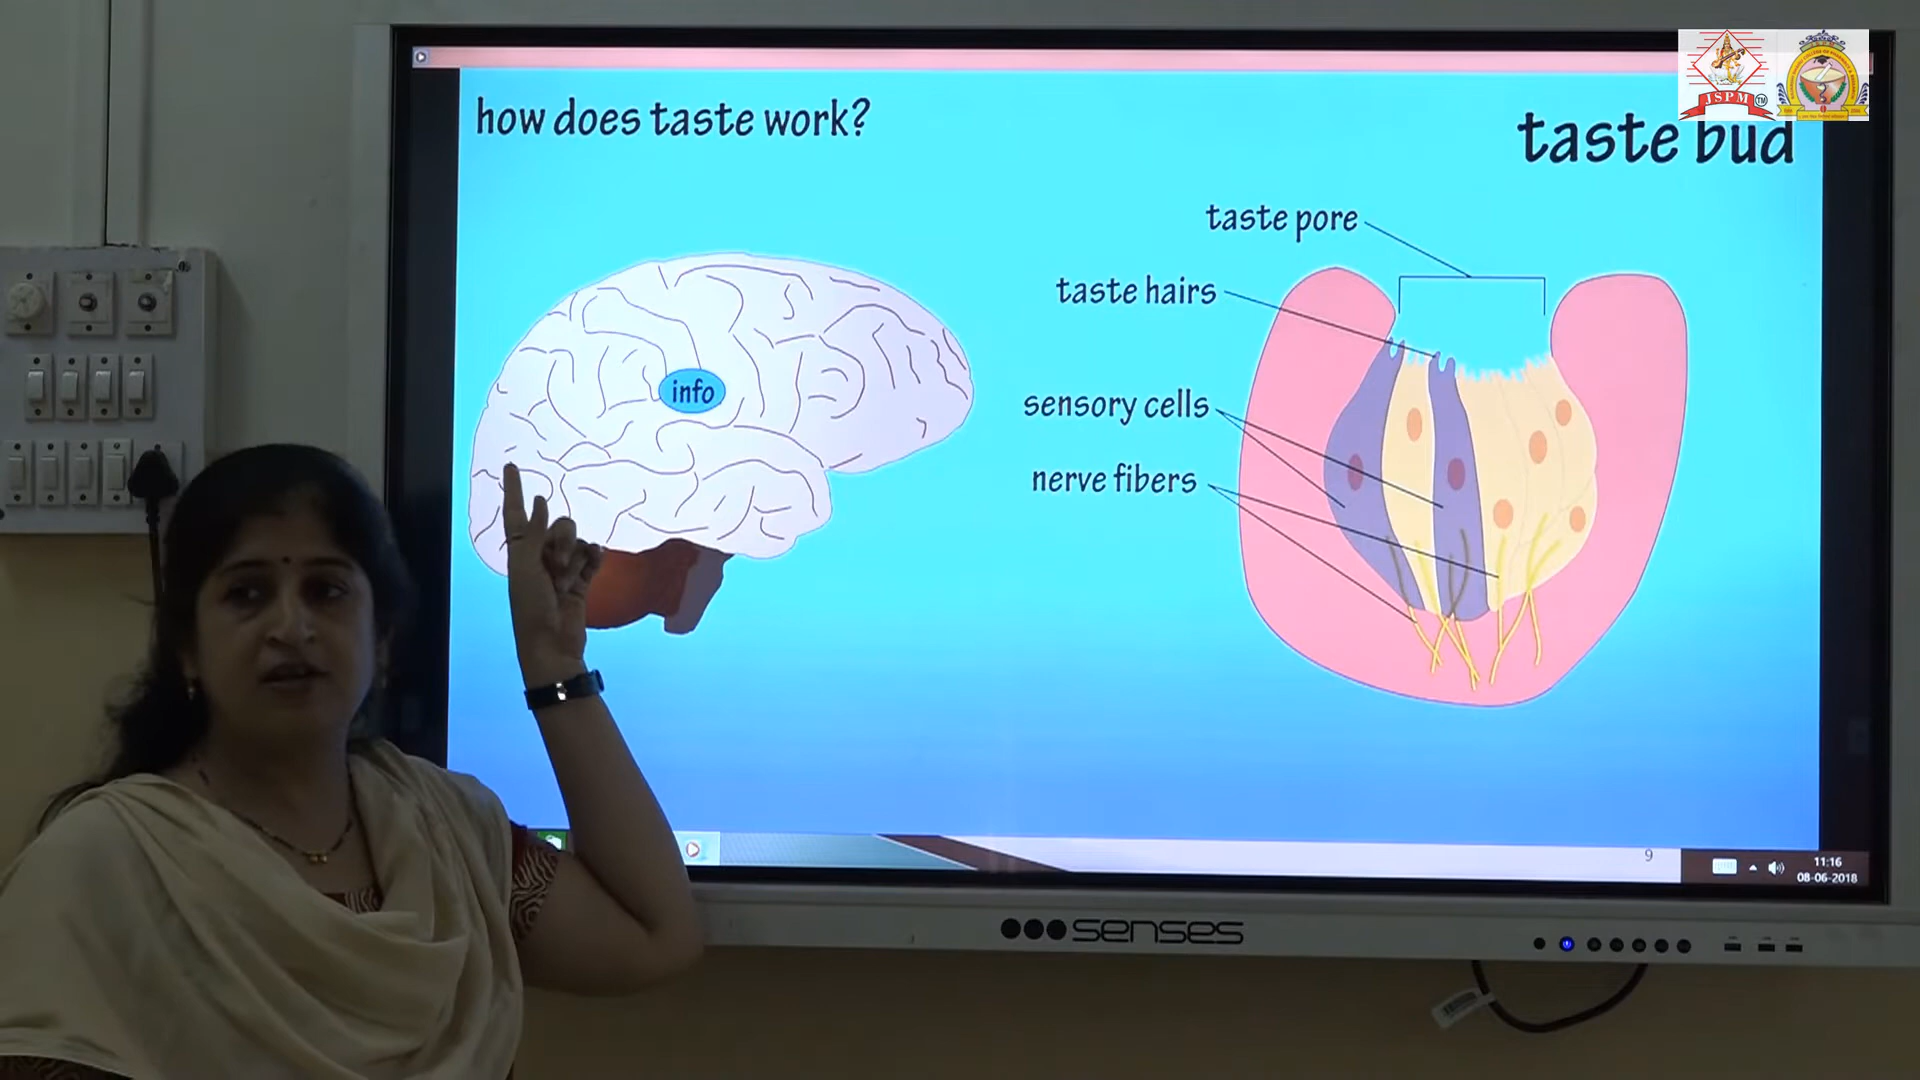 how does taste work?
JSPM
TM
taste bud
taste pore
taste hairs
sensory cells
nerve fibers
info
9
11:16
08-06-2018
senses